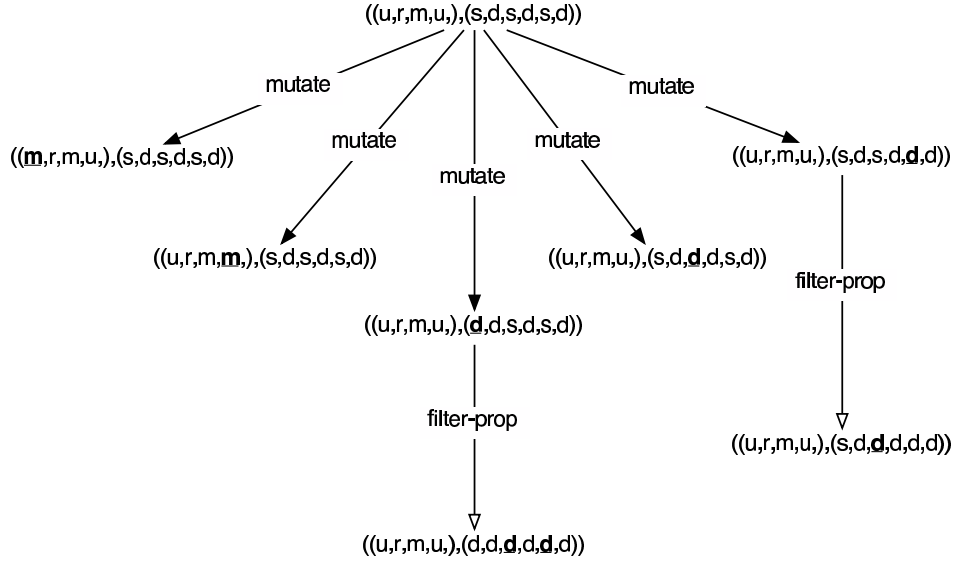 ((u,r,m,u,),(s,d,s,d,s,d))
mutate
mutate
mutate
mutate
mutate
((m,r,m,u,),(s,d,s,d,s,d))
((u,r,m,u,),(s,d,s,d,d,d))
((u,r,m,m,),(s,d,s,d,s,d))
((u,r,m,u,),(s,d,d,d,s,d))
filter-prop
((u,r,m,u,),(d,d,s,d,s,d))
filter-prop
((u,r,m,u,),(s,d,d,d,d,d))
((u,r,m,u,),(d,d,d,d,d,d))